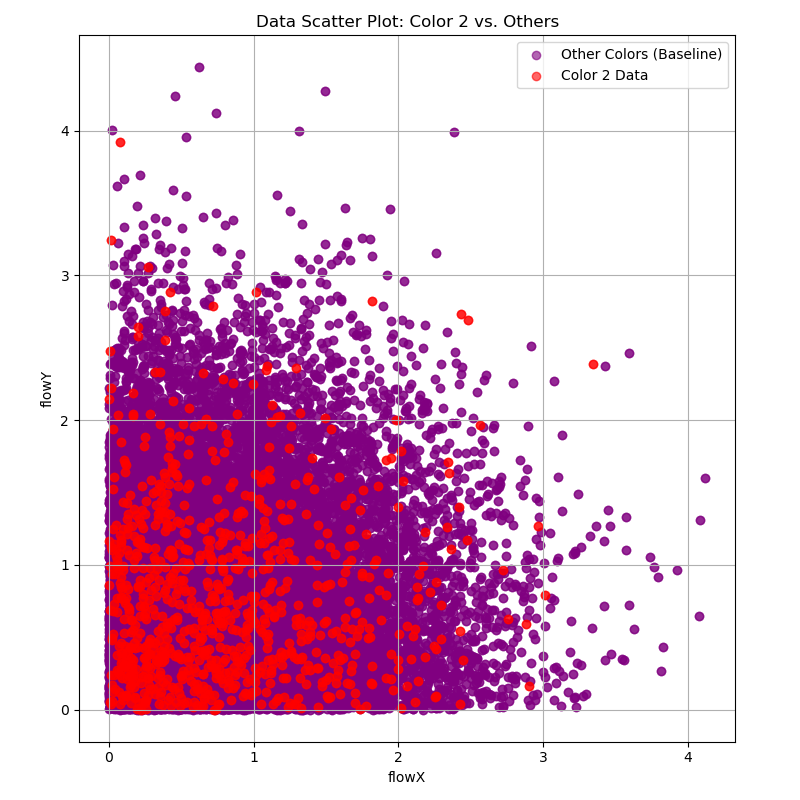 Data Scatter Plot: Color 2 vs. Others
Other Colors (Baseline)
Color 2 Data
4
3
2
1
0
flowY
0 1 2 3 4
flowX